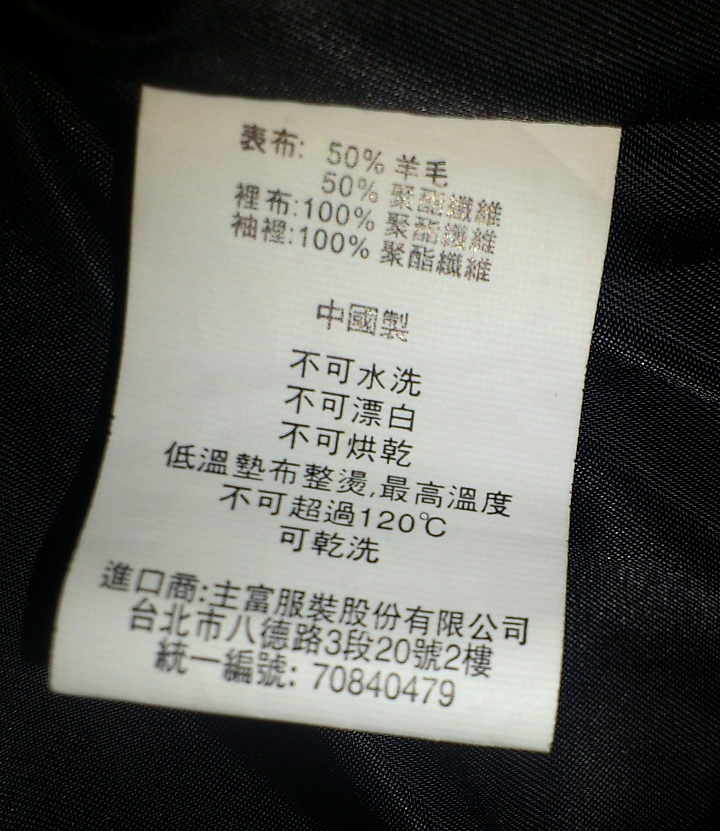 表布: 50% 羊毛
50% 聚酯纖維
裡布:100% 聚酯纖維
袖裡:100% 聚酯纖維
中國製
不可水洗
不可漂白
不可烘乾
低溫墊布整燙,最高溫度
不可超過120℃
可乾洗
進口商:主富服裝股份有限公司
台北市八德路3段20號2樓
統一編號: 70840479